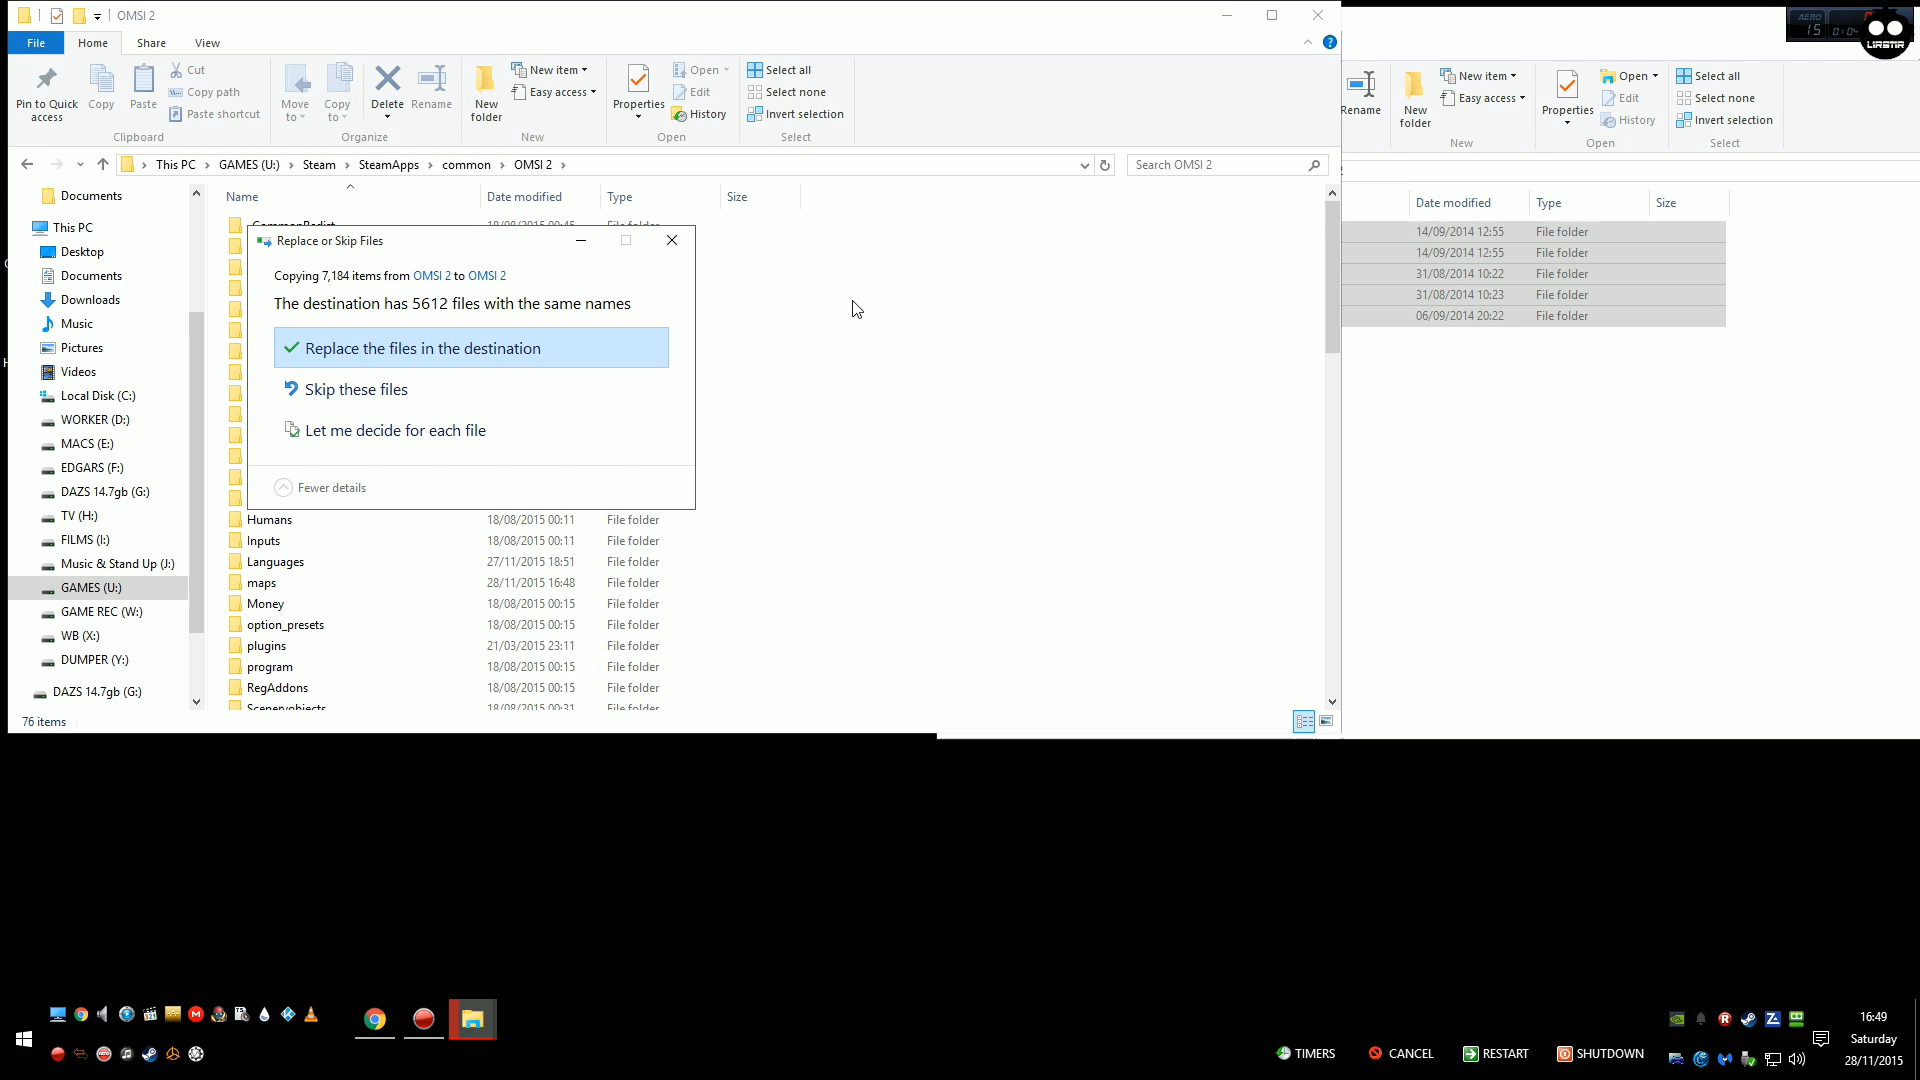 OMSI 2
File Home Share View
Pin to Quick access
Copy
Paste
Cut
Copy path
Paste shortcut
Clipboard
Move to
Copy to
Delete
Rename
Organize
New folder
New item
Easy access
New
Properties
Open
Edit
History
Open
Select all
Select none
Invert selection
Select
This PC GAMES (U:) Steam SteamApps common OMSI 2
Search OMSI 2
Documents
This PC
Desktop
Documents
Downloads
Music
Pictures
Videos
Local Disk (C:)
WORKER (D:)
MACS (E:)
EDGARS (F:)
DAZS 14.7gb (G:)
TV (H:)
FILMS (I:)
Music & Stand Up (J:)
GAMES (U:)
GAME REC (W:)
WB (X:)
DUMPER (Y:)
DAZS 14.7gb (G:)
76 items
Name Date modified Type Size
Replace or Skip Files
Copying 7,184 items from OMSI 2 to OMSI 2
The destination has 5612 files with the same names
Replace the files in the destination
Skip these files
Let me decide for each file
Fewer details
Humans 18/08/2015 00:11 File folder
Inputs 18/08/2015 00:11 File folder
Languages 27/11/2015 18:51 File folder
maps 28/11/2015 16:48 File folder
Money 18/08/2015 00:15 File folder
option_presets 18/08/2015 00:15 File folder
plugins 21/03/2015 23:11 File folder
program 18/08/2015 00:15 File folder
RegAddons 18/08/2015 00:15 File folder
Sceneryobjects 18/08/2015 00:31 File folder
Rename
New folder
New item
Easy access
New
Properties
Open
Edit
History
Open
Select all
Select none
Invert selection
Select
Date modified Type Size
14/09/2014 12:55 File folder
14/09/2014 12:55 File folder
31/08/2014 10:22 File folder
31/08/2014 10:23 File folder
06/09/2014 20:22 File folder
AERO
15
0:04
LIRSTIR
TIMERS
CANCEL
RESTART
SHUTDOWN
16:49
Saturday
28/11/2015